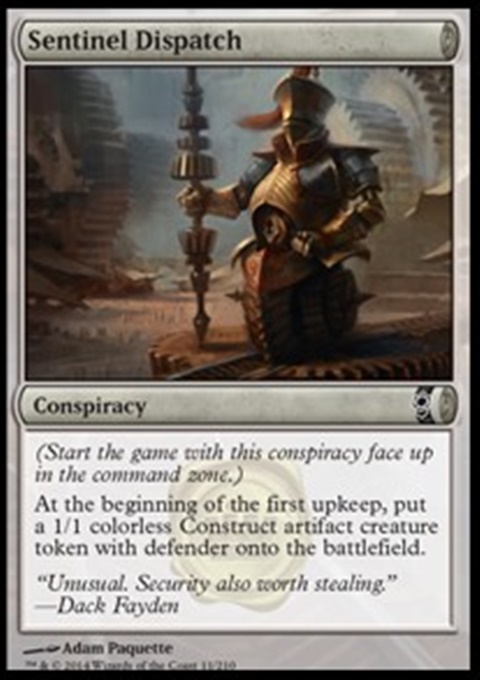 Sentinel Dispatch
Conspiracy
(Start the game with this conspiracy face up
in the command zone.)
At the beginning of the first upkeep, put
a 1/1 colorless Construct artifact creature
token with defender onto the battlefield.
“Unusual. Security also worth stealing.”
—Dack Fayden
Adam Paquette
™ & © 2014 Wizards of the Coast 11/210